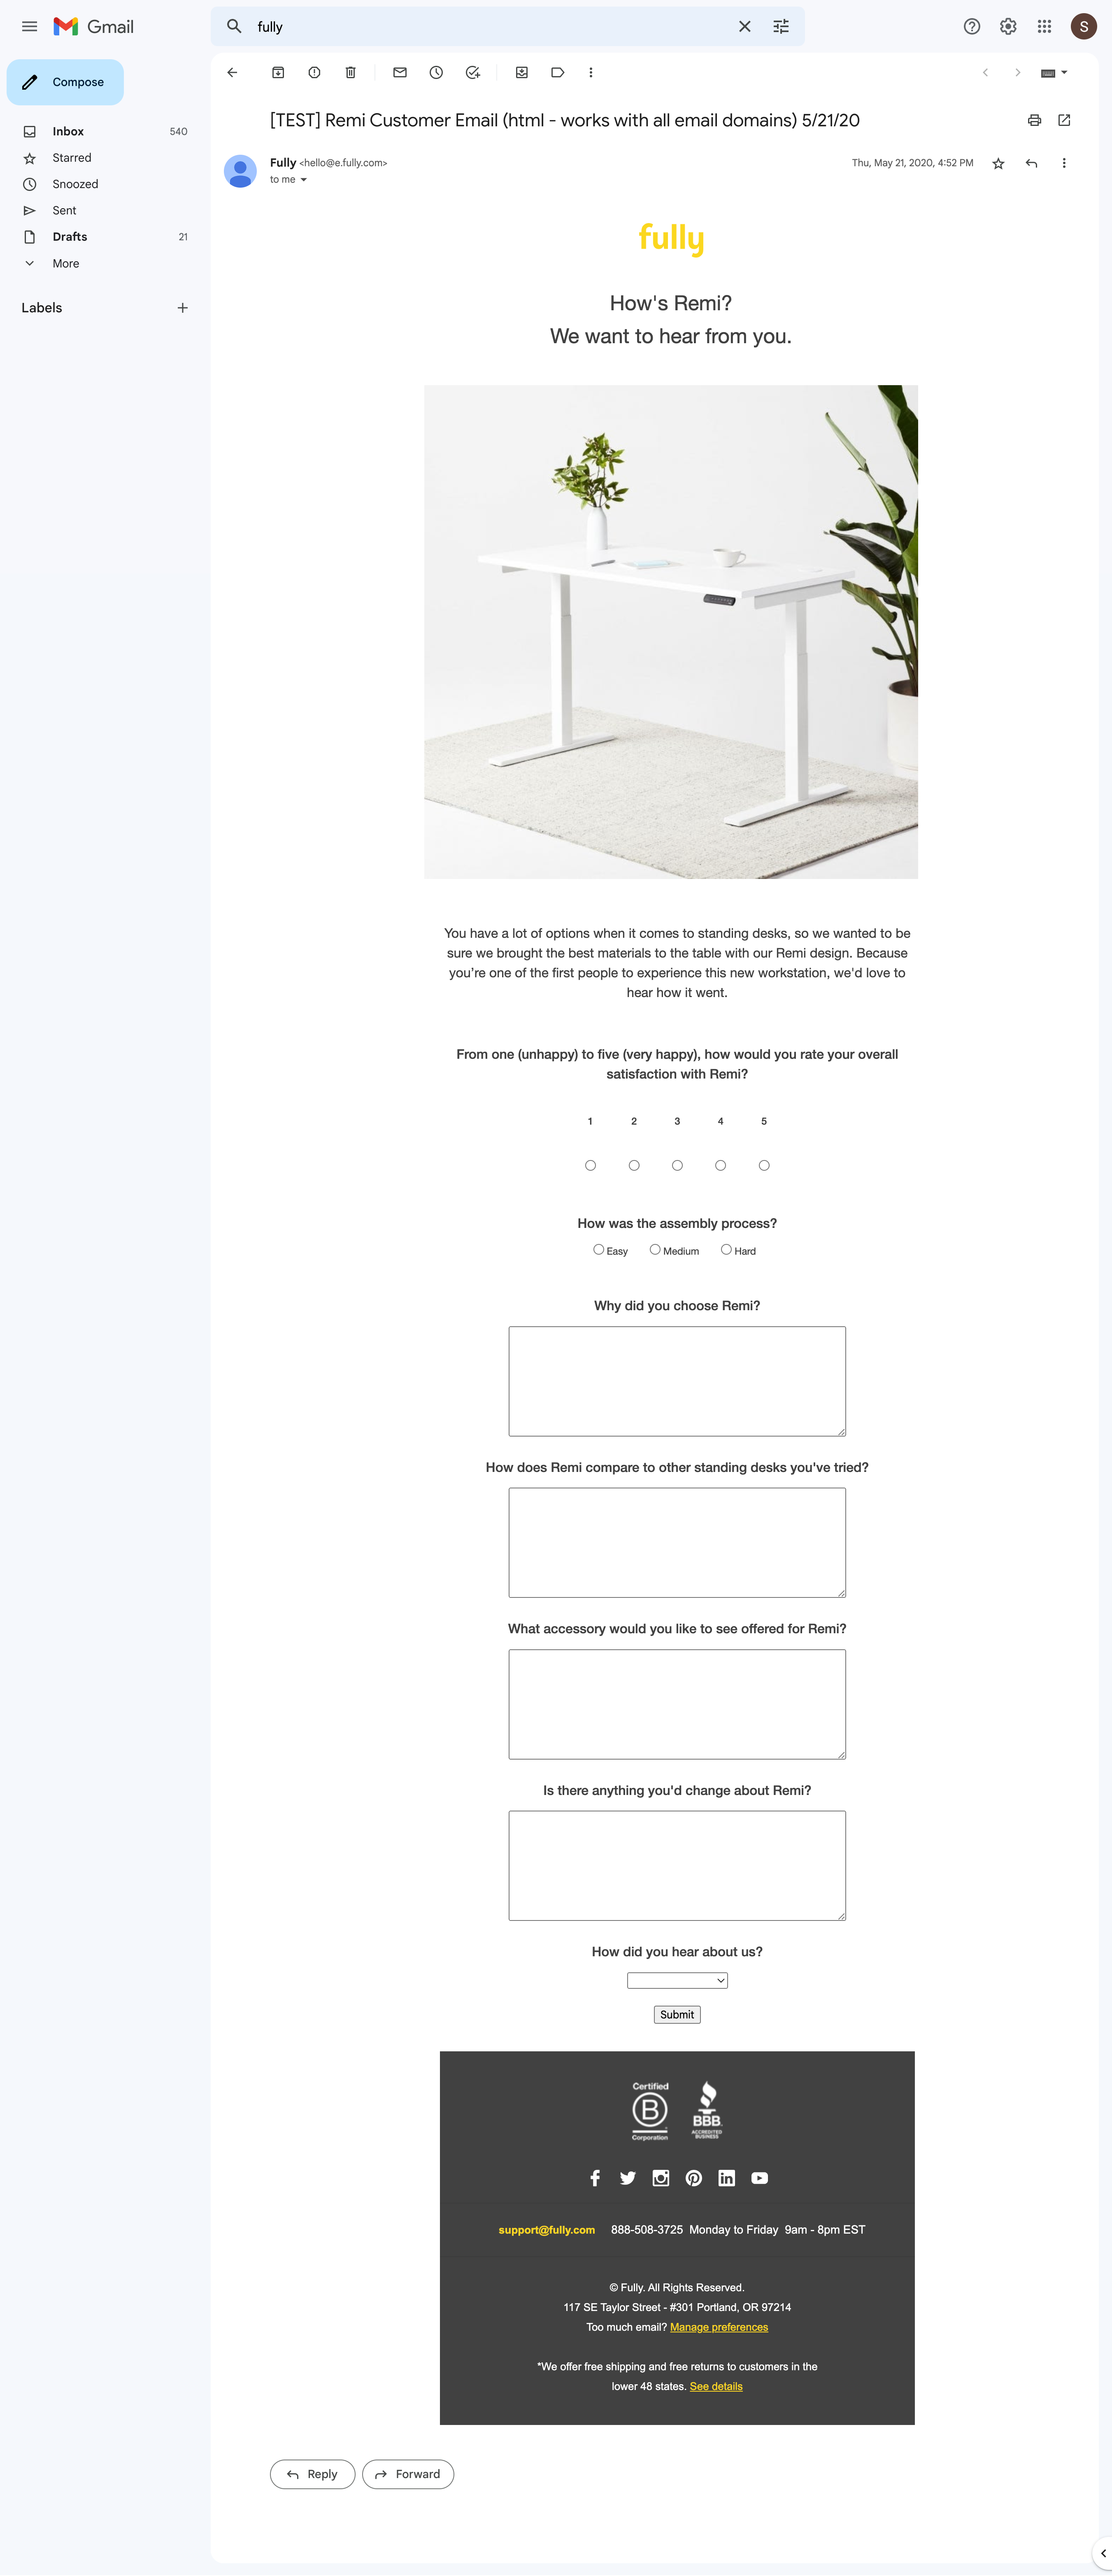 Gmail
fully
S
Compose
Inbox 540
Starred
Snoozed
Sent
Drafts 21
More
Labels
[TEST] Remi Customer Email (html - works with all email domains) 5/21/20
Fully <hello@e.fully.com>
Thu, May 21, 2020, 4:52 PM
to me
fully
How's Remi?
We want to hear from you.
You have a lot of options when it comes to standing desks, so we wanted to be
sure we brought the best materials to the table with our Remi design. Because
you’re one of the first people to experience this new workstation, we'd love to
hear how it went.
From one (unhappy) to five (very happy), how would you rate your overall
satisfaction with Remi?
1 2 3 4 5
How was the assembly process?
Easy Medium Hard
Why did you choose Remi?
How does Remi compare to other standing desks you've tried?
What accessory would you like to see offered for Remi?
Is there anything you'd change about Remi?
How did you hear about us?
Submit
Certified
B
Corporation
BBB
ACCREDITED
BUSINESS
support@fully.com 888-508-3725 Monday to Friday 9am - 8pm EST
© Fully. All Rights Reserved.
117 SE Taylor Street - #301 Portland, OR 97214
Too much email? Manage preferences
*We offer free shipping and free returns to customers in the
lower 48 states. See details
Reply Forward